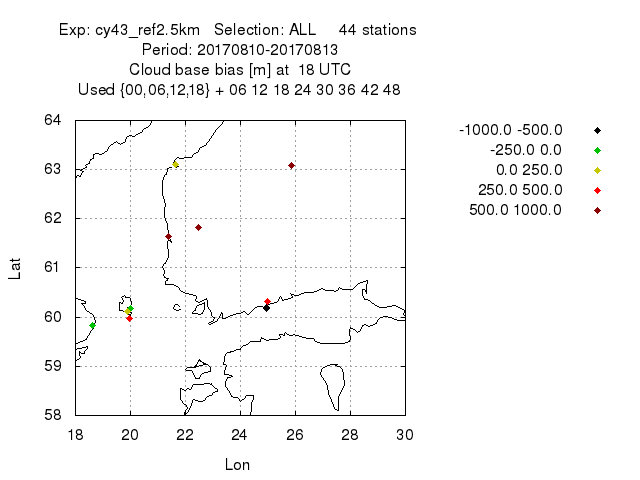 Exp: cy43_ref2.5km Selection: ALL 44 stations
Period: 20170810-20170813
Cloud base bias [m] at 18 UTC
Used {00,06,12,18} + 06 12 18 24 30 36 42 48
64
63
62
61
60
59
58
Lat
18 20 22 24 26 28 30
Lon
-1000.0 -500.0
-250.0 0.0
0.0 250.0
250.0 500.0
500.0 1000.0